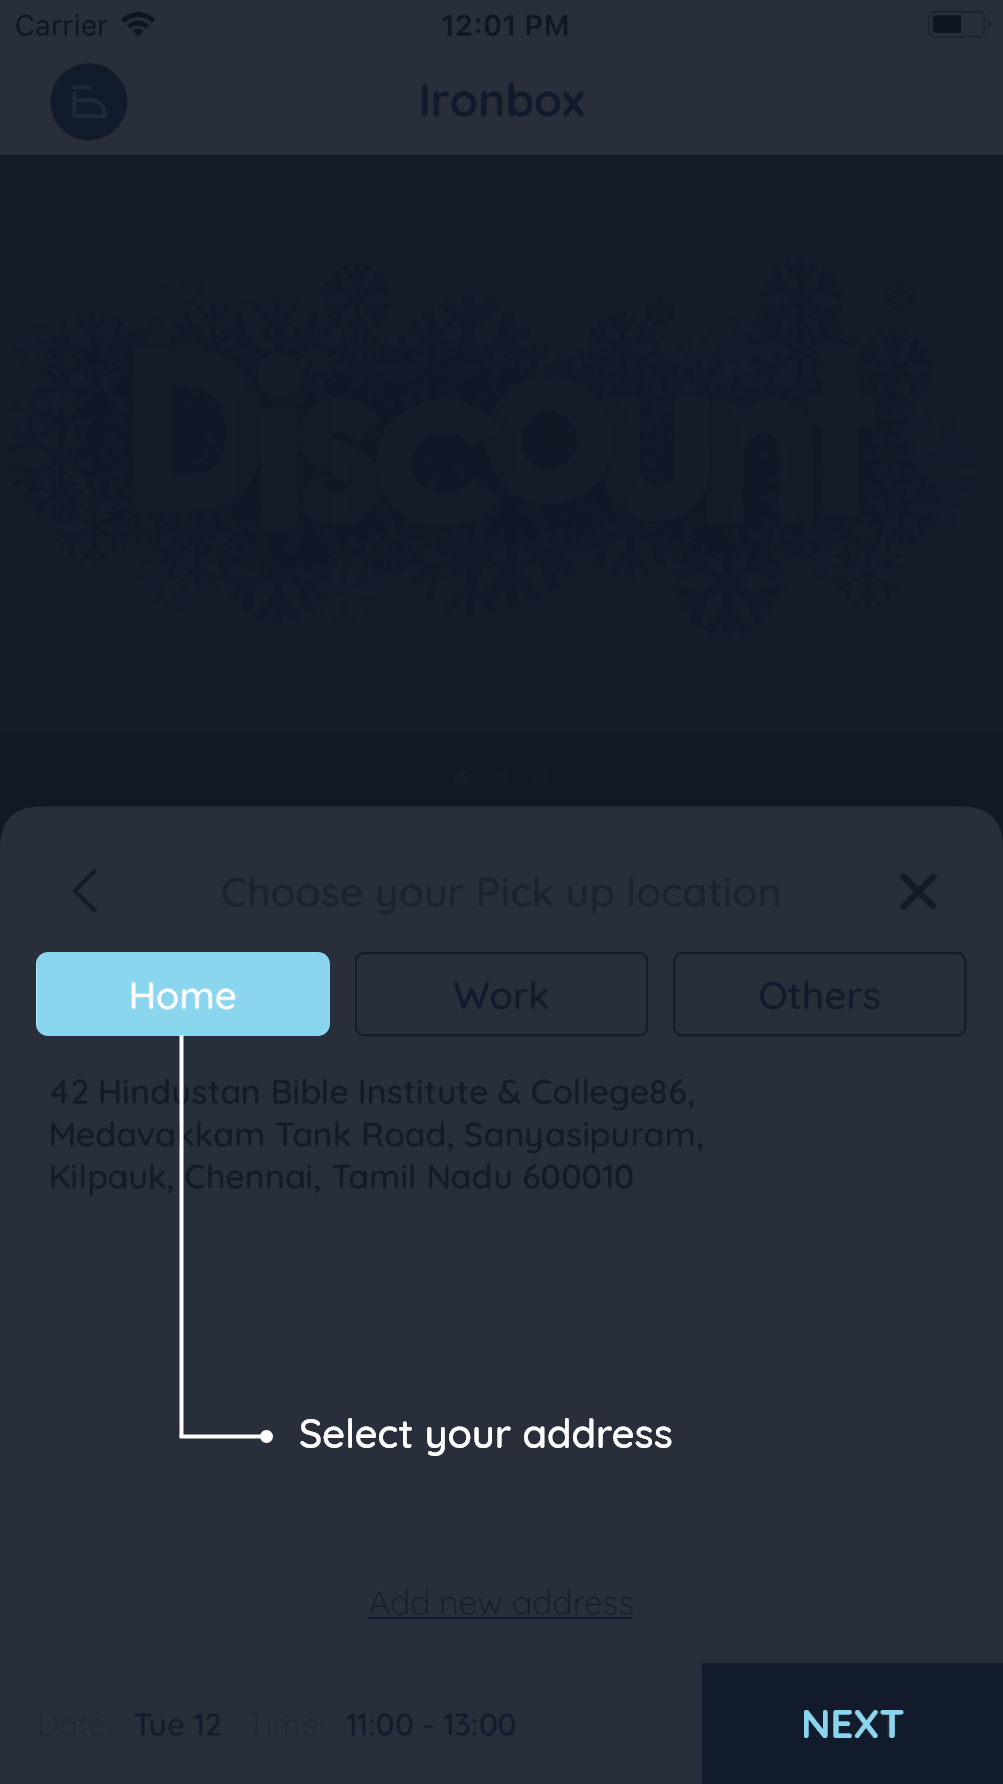 Carrier 12:01 PM
Ironbox
Discount
Choose your Pick up location
Home Work Others
42 Hindustan Bible Institute & College86,
Medavakkam Tank Road, Sanyasipuram,
Kilpauk, Chennai, Tamil Nadu 600010
Select your address
Add new address
Date: Tue 12 Time: 11:00 - 13:00 NEXT